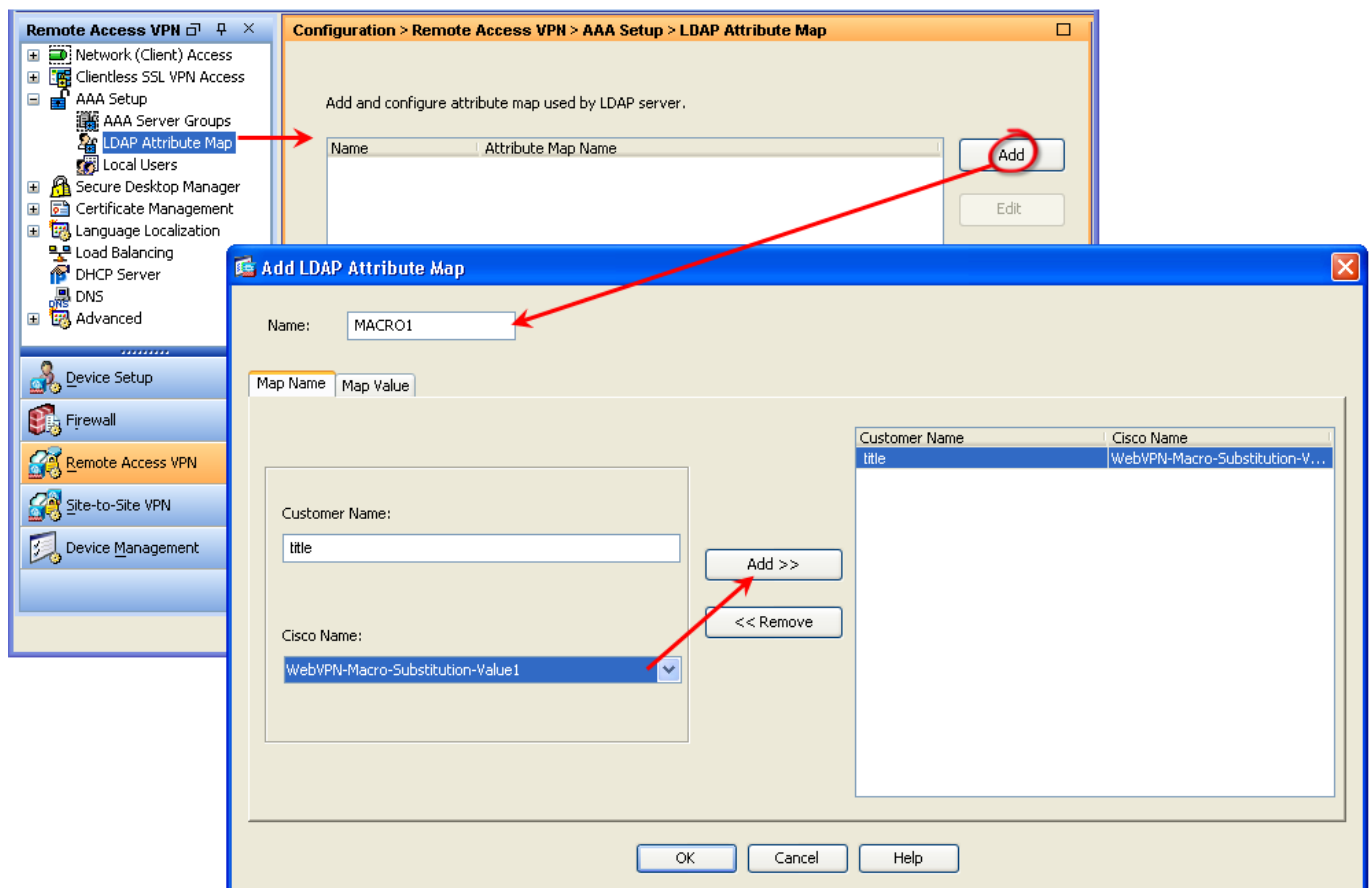 Remote Access VPN
Network (Client) Access
Clientless SSL VPN Access
AAA Setup
AAA Server Groups
LDAP Attribute Map
Local Users
Secure Desktop Manager
Certificate Management
Language Localization
Load Balancing
DHCP Server
DNS
DNS
Advanced
Device Setup
Firewall
Remote Access VPN
Site-to-Site VPN
Device Management
Configuration > Remote Access VPN > AAA Setup > LDAP Attribute Map
Add and configure attribute map used by LDAP server.
Name Attribute Map Name
Add
Edit
Add LDAP Attribute Map
Name: MACRO1
Map Name Map Value
Customer Name:
title
Cisco Name:
WebVPN-Macro-Substitution-Value1
Add >>
<< Remove
Customer Name Cisco Name
title WebVPN-Macro-Substitution-V...
OK Cancel Help